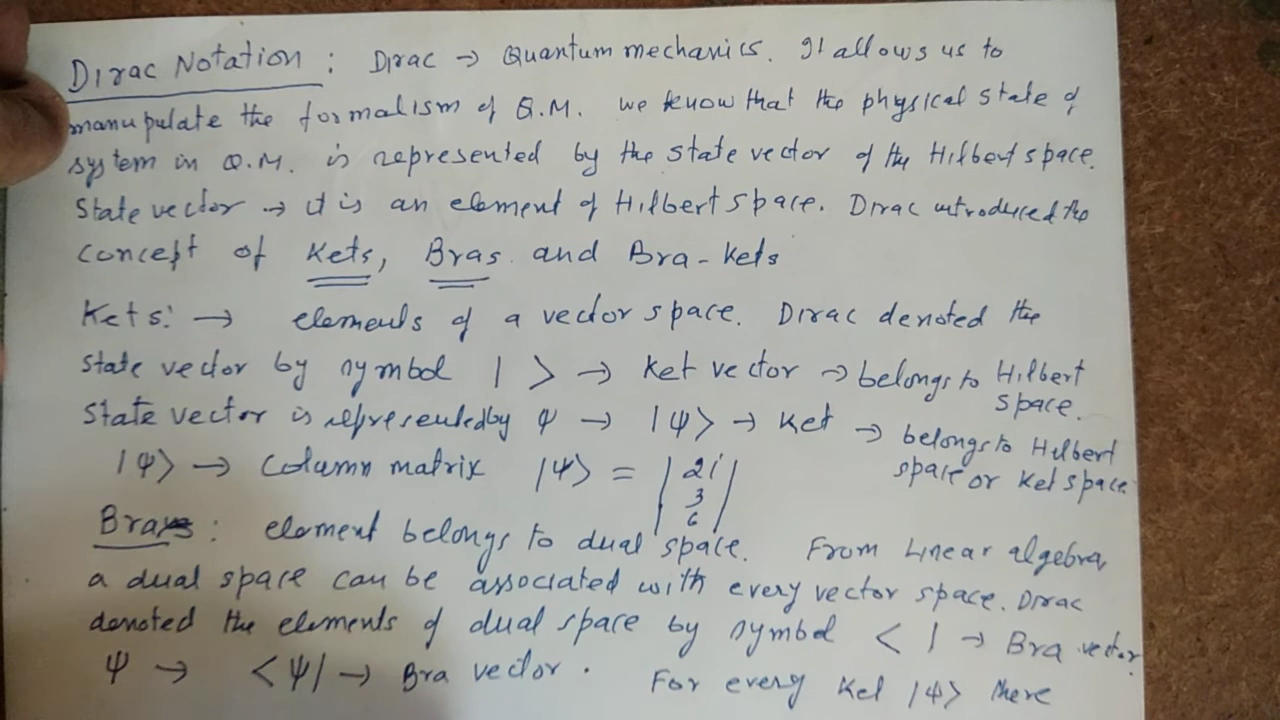 Dirac Notation : Dirac → Quantum mechanics. It allows us to
manupulate the formalism of Q.M. we know that the physical state of
system in Q.M. is represented by the state vector of the Hilbert space.
State vector → it is an element of Hilbert space. Dirac introduced the
concept of Kets, Bras and Bra-kets
Kets: → elements of a vector space. Dirac denoted the
state vector by symbol | > → Ket vector → belongs to Hilbert space.
State vector is represented by ψ → |ψ> → Ket → belongs to Hilbert space or Ket space
|ψ> → Column matrix |ψ> = | 2i |
3
6
Bras : element belongs to dual space. From Linear algebra,
a dual space can be associated with every vector space. Dirac
denoted the elements of dual space by symbol < | → Bra vector.
ψ → <ψ| → Bra vector. For every Ket |ψ> there